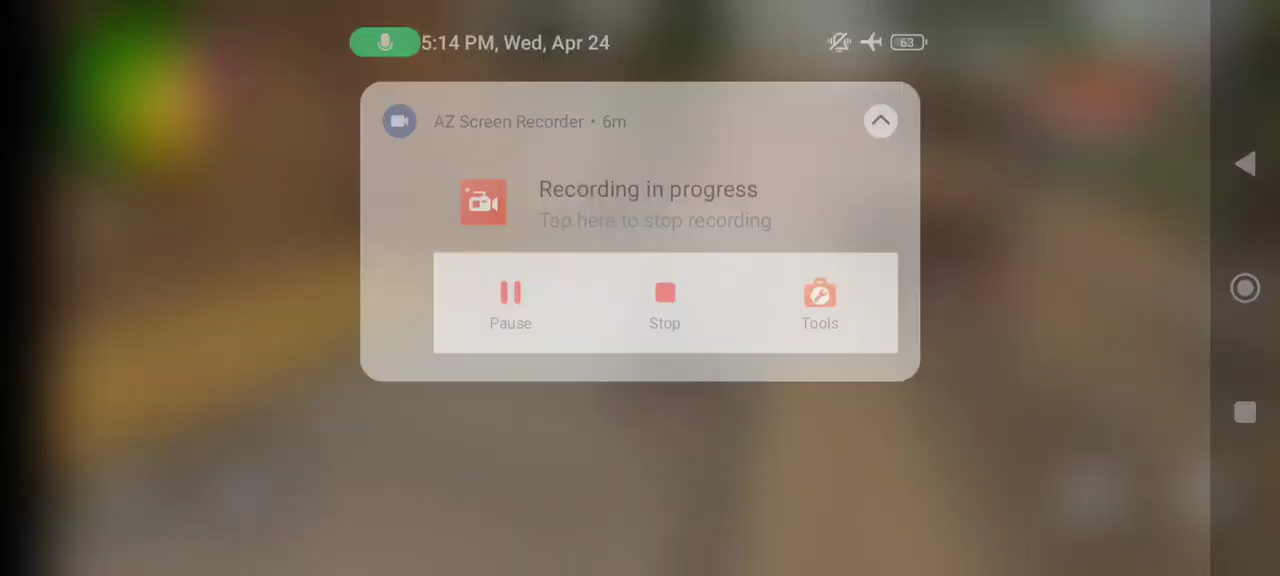 5:14 PM, Wed, Apr 24
63
AZ Screen Recorder • 6m
Recording in progress
Tap here to stop recording
Pause
Stop
Tools